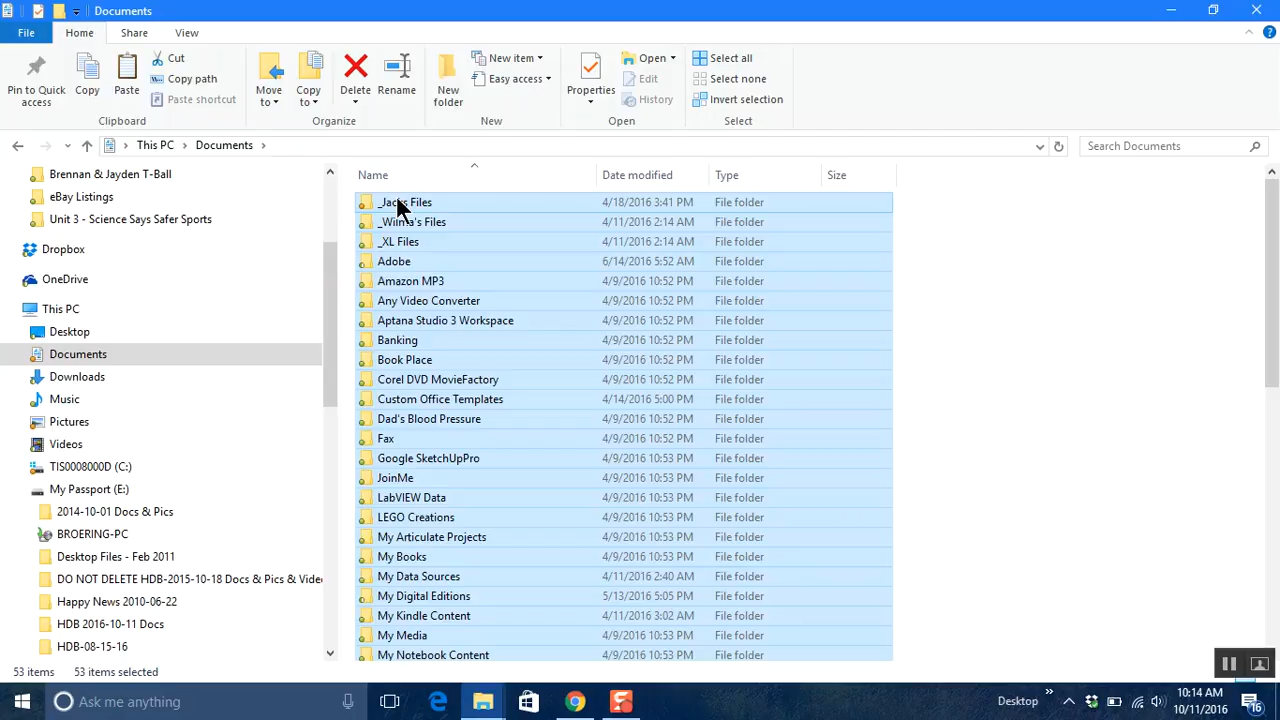 Documents
File Home Share View
Pin to Quick access
Copy
Paste
Cut
Copy path
Paste shortcut
Clipboard
Move to
Copy to
Delete
Rename
Organize
New folder
New item
Easy access
New
Properties
Open
Edit
History
Open
Select all
Select none
Invert selection
Select
This PC Documents
Search Documents
Brennan & Jayden T-Ball
eBay Listings
Unit 3 - Science Says Safer Sports
Dropbox
OneDrive
This PC
Desktop
Documents
Downloads
Music
Pictures
Videos
TIS0008000D (C:)
My Passport (E:)
2014-10-01 Docs & Pics
BROERING-PC
Desktop Files - Feb 2011
DO NOT DELETE HDB-2015-10-18 Docs & Pics & Vide
Happy News 2010-06-22
HDB 2016-10-11 Docs
HDB-08-15-16
Name Date modified Type Size
Files 4/18/2016 3:41 PM File folder
_Wilma's Files 4/11/2016 2:14 AM File folder
_XL Files 4/11/2016 2:14 AM File folder
Adobe 6/14/2016 5:52 AM File folder
Amazon MP3 4/9/2016 10:52 PM File folder
Any Video Converter 4/9/2016 10:52 PM File folder
Aptana Studio 3 Workspace 4/9/2016 10:52 PM File folder
Banking 4/9/2016 10:52 PM File folder
Book Place 4/9/2016 10:52 PM File folder
Corel DVD MovieFactory 4/9/2016 10:52 PM File folder
Custom Office Templates 4/14/2016 5:00 PM File folder
Dad's Blood Pressure 4/9/2016 10:52 PM File folder
Fax 4/9/2016 10:52 PM File folder
Google SketchUpPro 4/9/2016 10:53 PM File folder
JoinMe 4/9/2016 10:53 PM File folder
LabVIEW Data 4/9/2016 10:53 PM File folder
LEGO Creations 4/9/2016 10:53 PM File folder
My Articulate Projects 4/9/2016 10:53 PM File folder
My Books 4/9/2016 10:53 PM File folder
My Data Sources 4/11/2016 2:40 AM File folder
My Digital Editions 5/13/2016 5:05 PM File folder
My Kindle Content 4/11/2016 3:02 AM File folder
My Media 4/9/2016 10:53 PM File folder
My Notebook Content 4/9/2016 10:53 PM File folder
53 items 53 items selected
Ask me anything
Desktop
10:14 AM
10/11/2016
16